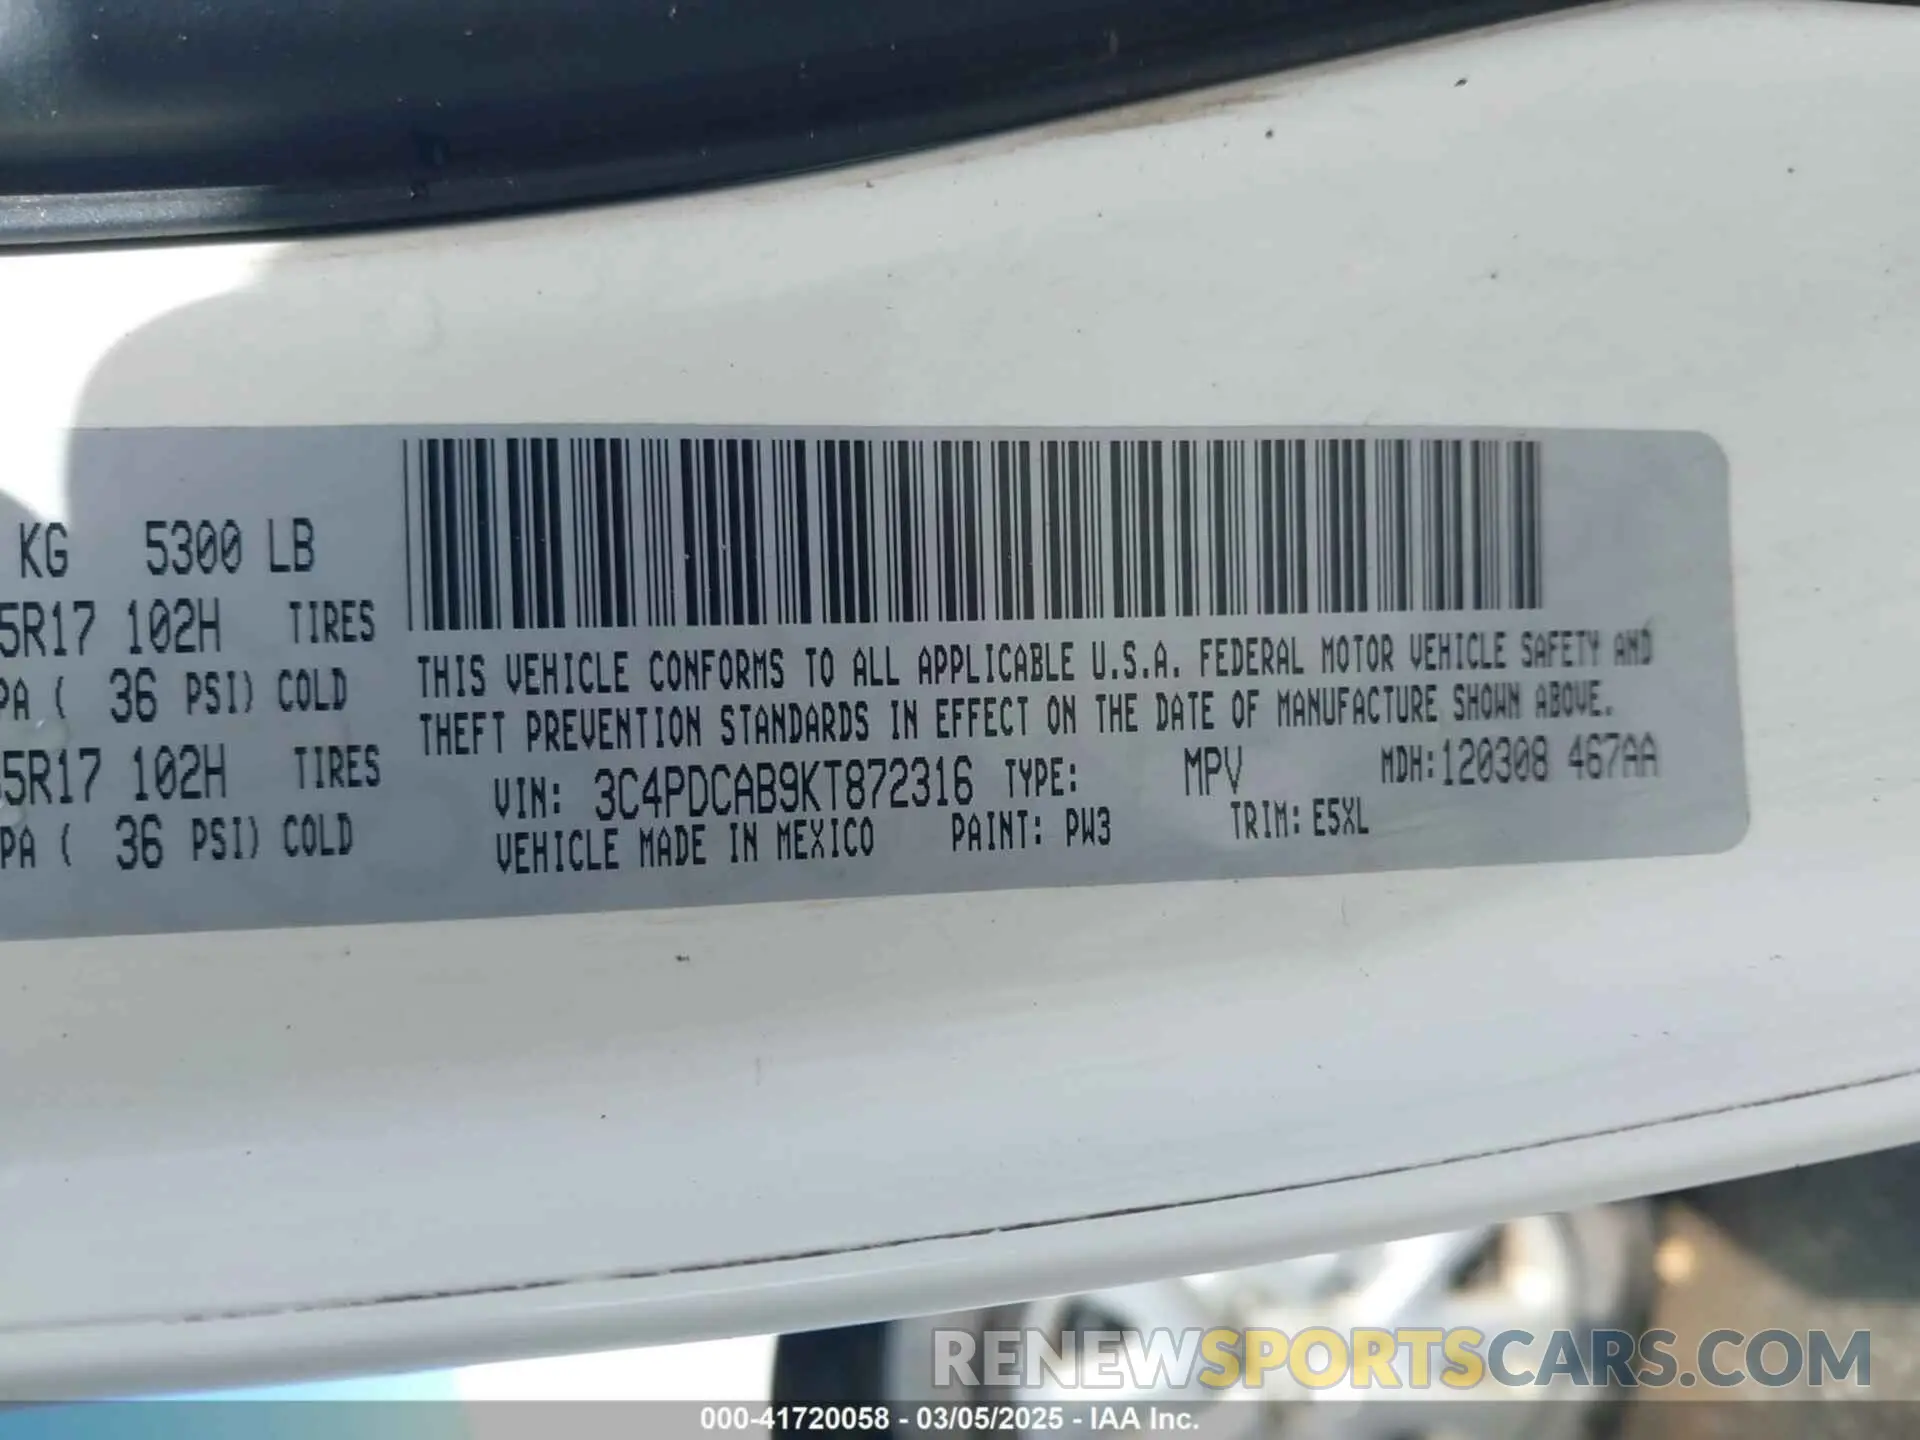 KG 5300 LB
5R17 102H TIRES
PA ( 36 PSI) COLD
5R17 102H TIRES
PA ( 36 PSI) COLD
THIS VEHICLE CONFORMS TO ALL APPLICABLE U.S.A. FEDERAL MOTOR VEHICLE SAFETY AND
THEFT PREVENTION STANDARDS IN EFFECT ON THE DATE OF MANUFACTURE SHOWN ABOVE.
VIN: 3C4PDCAB9KT872316 TYPE: MPV MDH:120308 467AA
VEHICLE MADE IN MEXICO PAINT: PW3 TRIM: E5XL
RENEWSPORTSCARS.COM
000-41720058 - 03/05/2025 - IAA Inc.